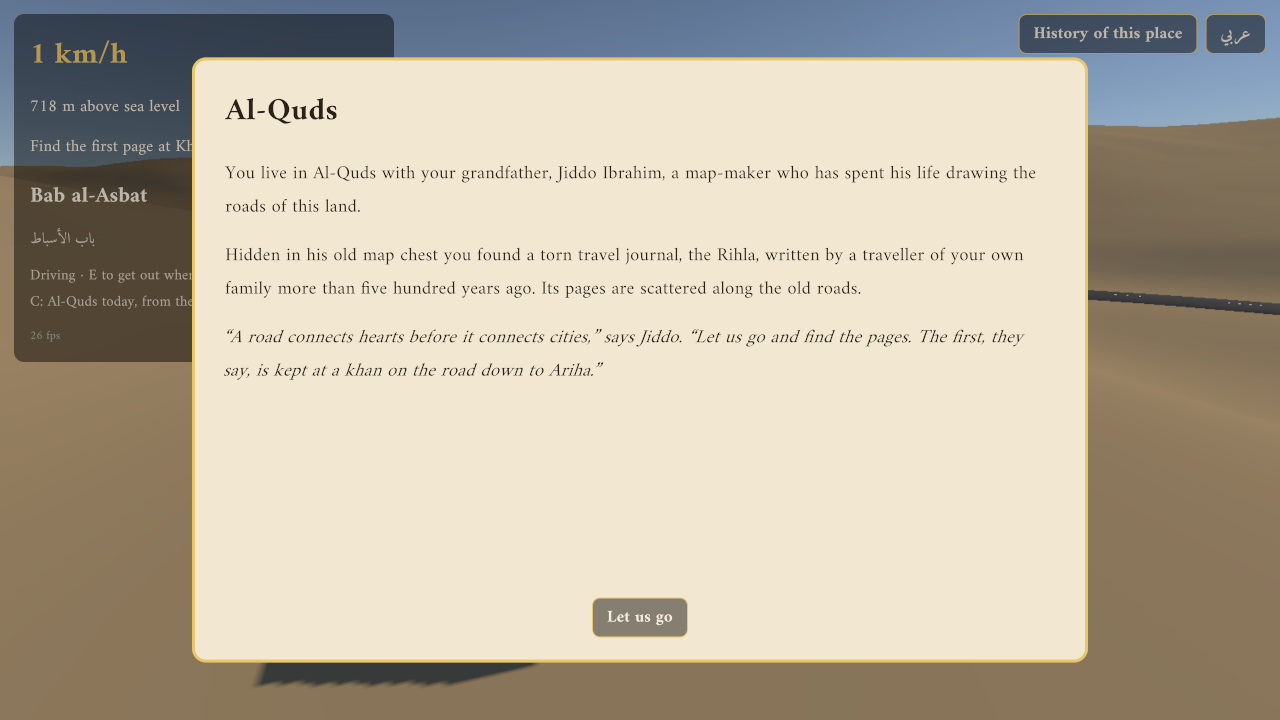 1 km/h
718 m above sea level
Find the first page at Kh
Bab al-Asbat
باب الأسباط
Driving · E to get out when
C: Al-Quds today, from the
26 fps
History of this place
عربي
Al-Quds
You live in Al-Quds with your grandfather, Jiddo Ibrahim, a map-maker who has spent his life drawing the
roads of this land.
Hidden in his old map chest you found a torn travel journal, the Rihla, written by a traveller of your own
family more than five hundred years ago. Its pages are scattered along the old roads.
“A road connects hearts before it connects cities,” says Jiddo. “Let us go and find the pages. The first, they
say, is kept at a khan on the road down to Ariha.”
Let us go